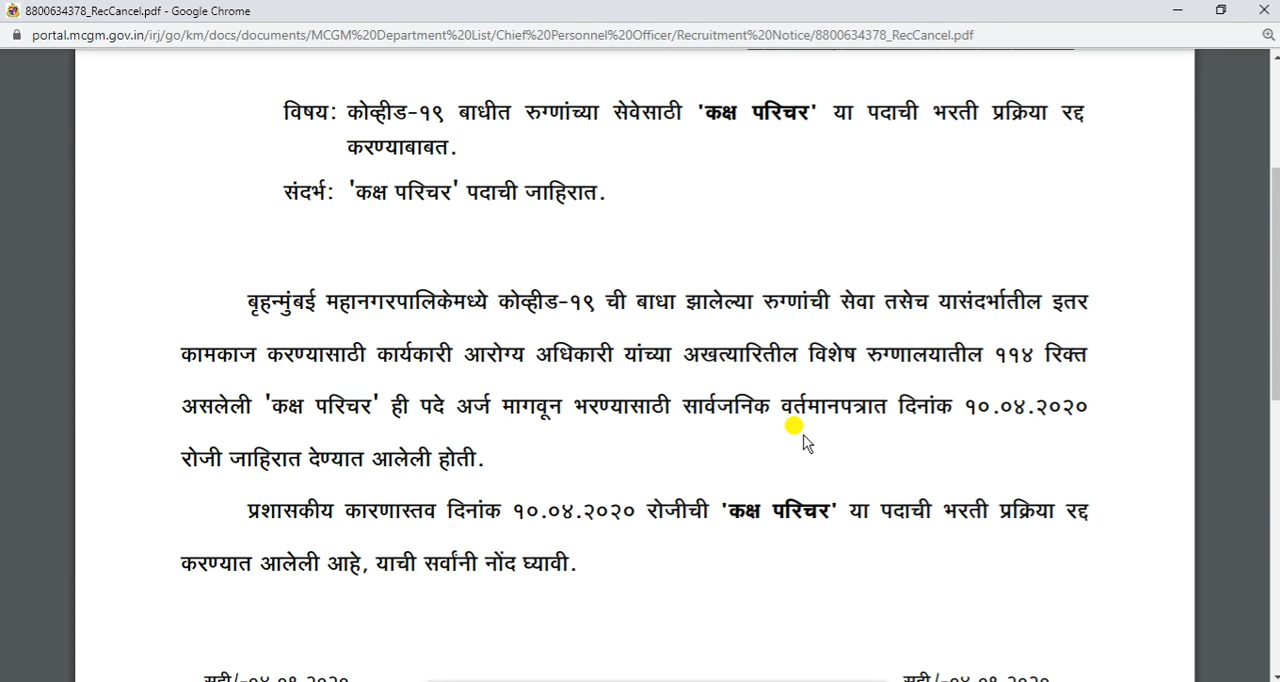 8800634378_RecCancel.pdf - Google Chrome
portal.mcgm.gov.in/irj/go/km/docs/documents/MCGM%20Department%20List/Chief%20Personnel%20Officer/Recruitment%20Notice/8800634378_RecCancel.pdf
विषय: कोव्हीड-१९ बाधीत रुग्णांच्या सेवेसाठी 'कक्ष परिचर' या पदाची भरती प्रक्रिया रद्द
करण्याबाबत.
संदर्भ: 'कक्ष परिचर' पदाची जाहिरात.
बृहन्मुंबई महानगरपालिकेमध्ये कोव्हीड-१९ ची बाधा झालेल्या रुग्णांची सेवा तसेच यासंदर्भातील इतर
कामकाज करण्यासाठी कार्यकारी आरोग्य अधिकारी यांच्या अखत्यारितील विशेष रुग्णालयातील ११४ रिक्त
असलेली 'कक्ष परिचर' ही पदे अर्ज मागवून भरण्यासाठी सार्वजनिक वर्तमानपत्रात दिनांक १०.०४.२०२०
रोजी जाहिरात देण्यात आलेली होती.
प्रशासकीय कारणास्तव दिनांक १०.०४.२०२० रोजीची 'कक्ष परिचर' या पदाची भरती प्रक्रिया रद्द
करण्यात आलेली आहे, याची सर्वांनी नोंद घ्यावी.